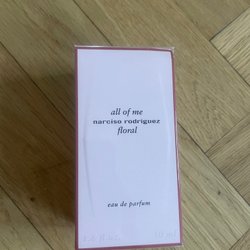 all of me
narciso rodriguez
floral
eau de parfum